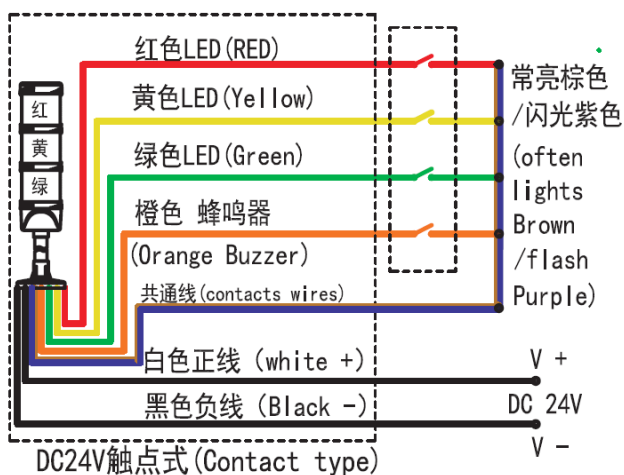 红色LED(RED)
黄色LED(Yellow)
绿色LED(Green)
橙色 蜂鸣器
(Orange Buzzer)
共通线(contacts wires)
白色正线 (white +)
黑色负线 (Black -)
DC24V触点式(Contact type)
红
黄
绿
常亮棕色
/闪光紫色
(often
lights
Brown
/flash
Purple)
V +
DC 24V
V -